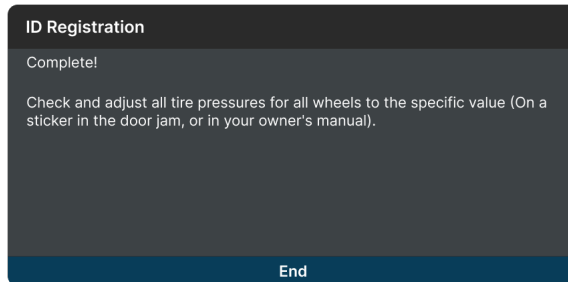 ID Registration
Complete!
Check and adjust all tire pressures for all wheels to the specific value (On a
sticker in the door jam, or in your owner's manual).
End